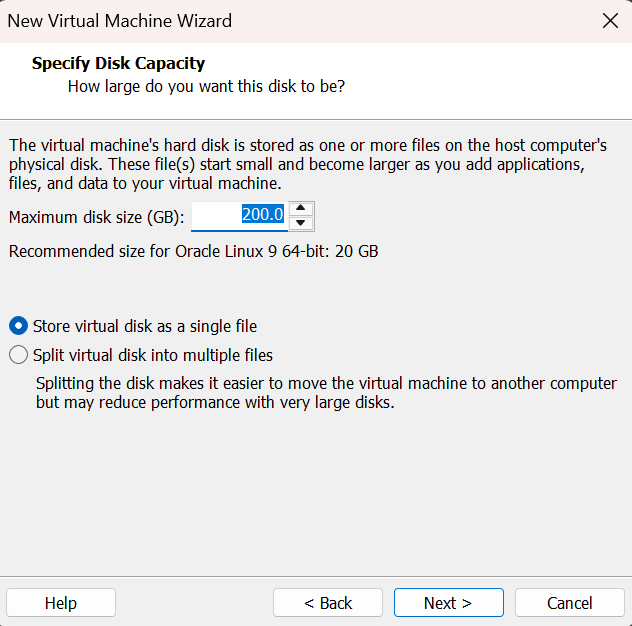 New Virtual Machine Wizard
Specify Disk Capacity
How large do you want this disk to be?
The virtual machine's hard disk is stored as one or more files on the host computer's
physical disk. These file(s) start small and become larger as you add applications,
files, and data to your virtual machine.
Maximum disk size (GB): 200.0
Recommended size for Oracle Linux 9 64-bit: 20 GB
Store virtual disk as a single file
Split virtual disk into multiple files
Splitting the disk makes it easier to move the virtual machine to another computer
but may reduce performance with very large disks.
Help < Back Next > Cancel